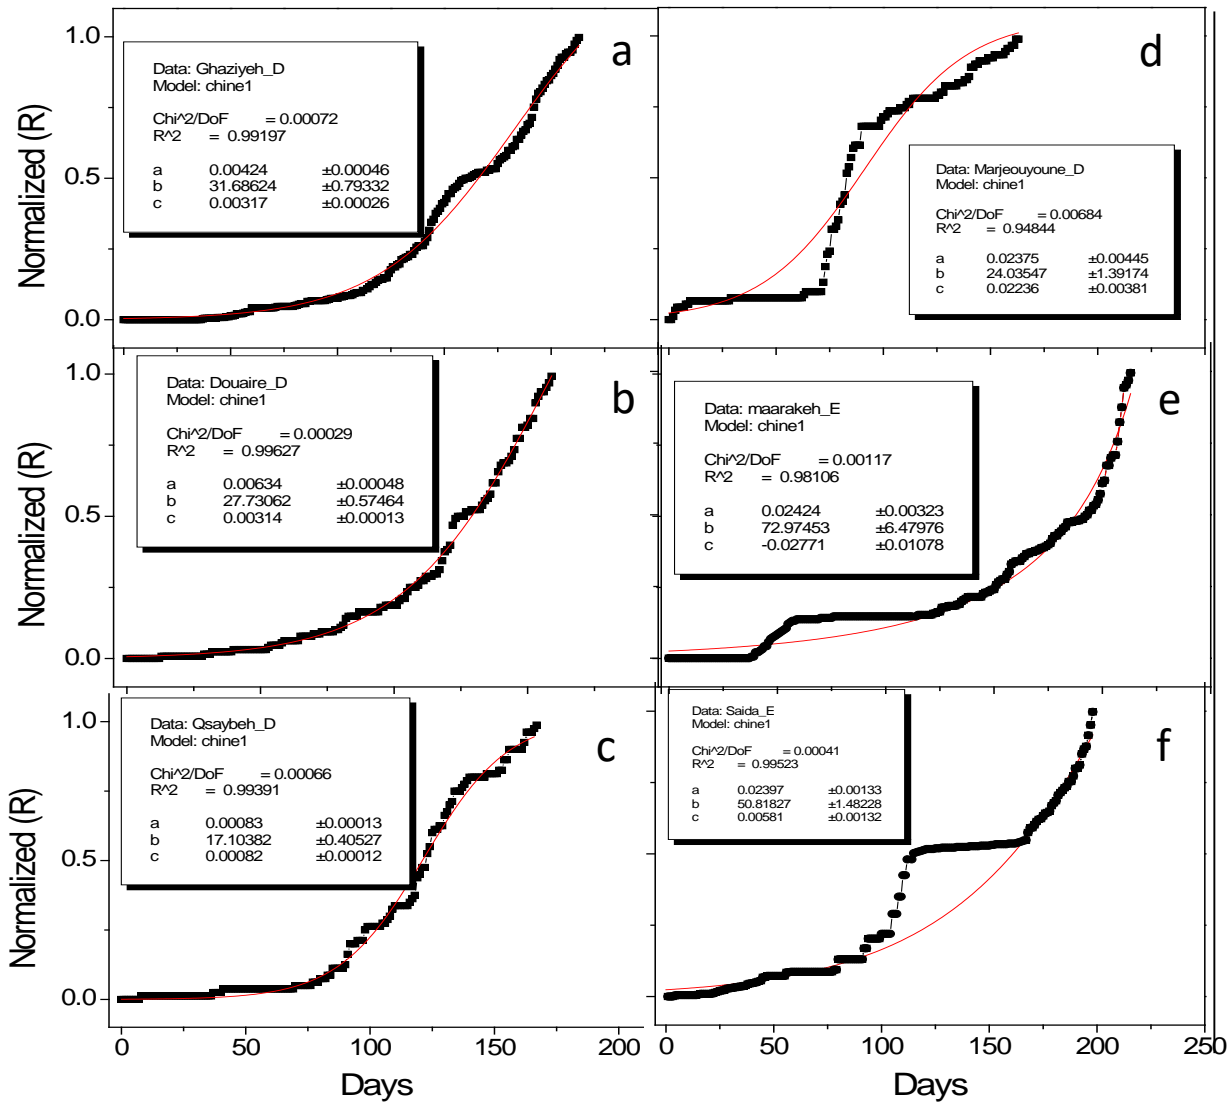 Normalized (R)
1.0
0.5
0.0
a
Data: Ghaziyeh_D
Model: chine1
Chi^2/DoF = 0.00072
R^2 = 0.99197
a 0.00424 ±0.00046
b 31.68624 ±0.79332
c 0.00317 ±0.00026
d
Data: Marjeouyoune_D
Model: chine1
Chi^2/DoF = 0.00684
R^2 = 0.94844
a 0.02375 ±0.00445
b 24.03547 ±1.39174
c 0.02236 ±0.00381
Normalized (R)
1.0
0.5
0.0
b
Data: Douaire_D
Model: chine1
Chi^2/DoF = 0.00029
R^2 = 0.99627
a 0.00634 ±0.00048
b 27.73062 ±0.57464
c 0.00314 ±0.00013
e
Data: maarakeh_E
Model: chine1
Chi^2/DoF = 0.00117
R^2 = 0.98106
a 0.02424 ±0.00323
b 72.97453 ±6.47976
c -0.02771 ±0.01078
Normalized (R)
1.0
0.5
0.0
c
Data: Qsaybeh_D
Model: chine1
Chi^2/DoF = 0.00066
R^2 = 0.99391
a 0.00083 ±0.00013
b 17.10382 ±0.40527
c 0.00082 ±0.00012
f
Data: Saida_E
Model: chine1
Chi^2/DoF = 0.00041
R^2 = 0.99523
a 0.02397 ±0.00133
b 50.81827 ±1.48228
c 0.00581 ±0.00132
0 50 100 150 200
0 50 100 150 200 250
Days
Days